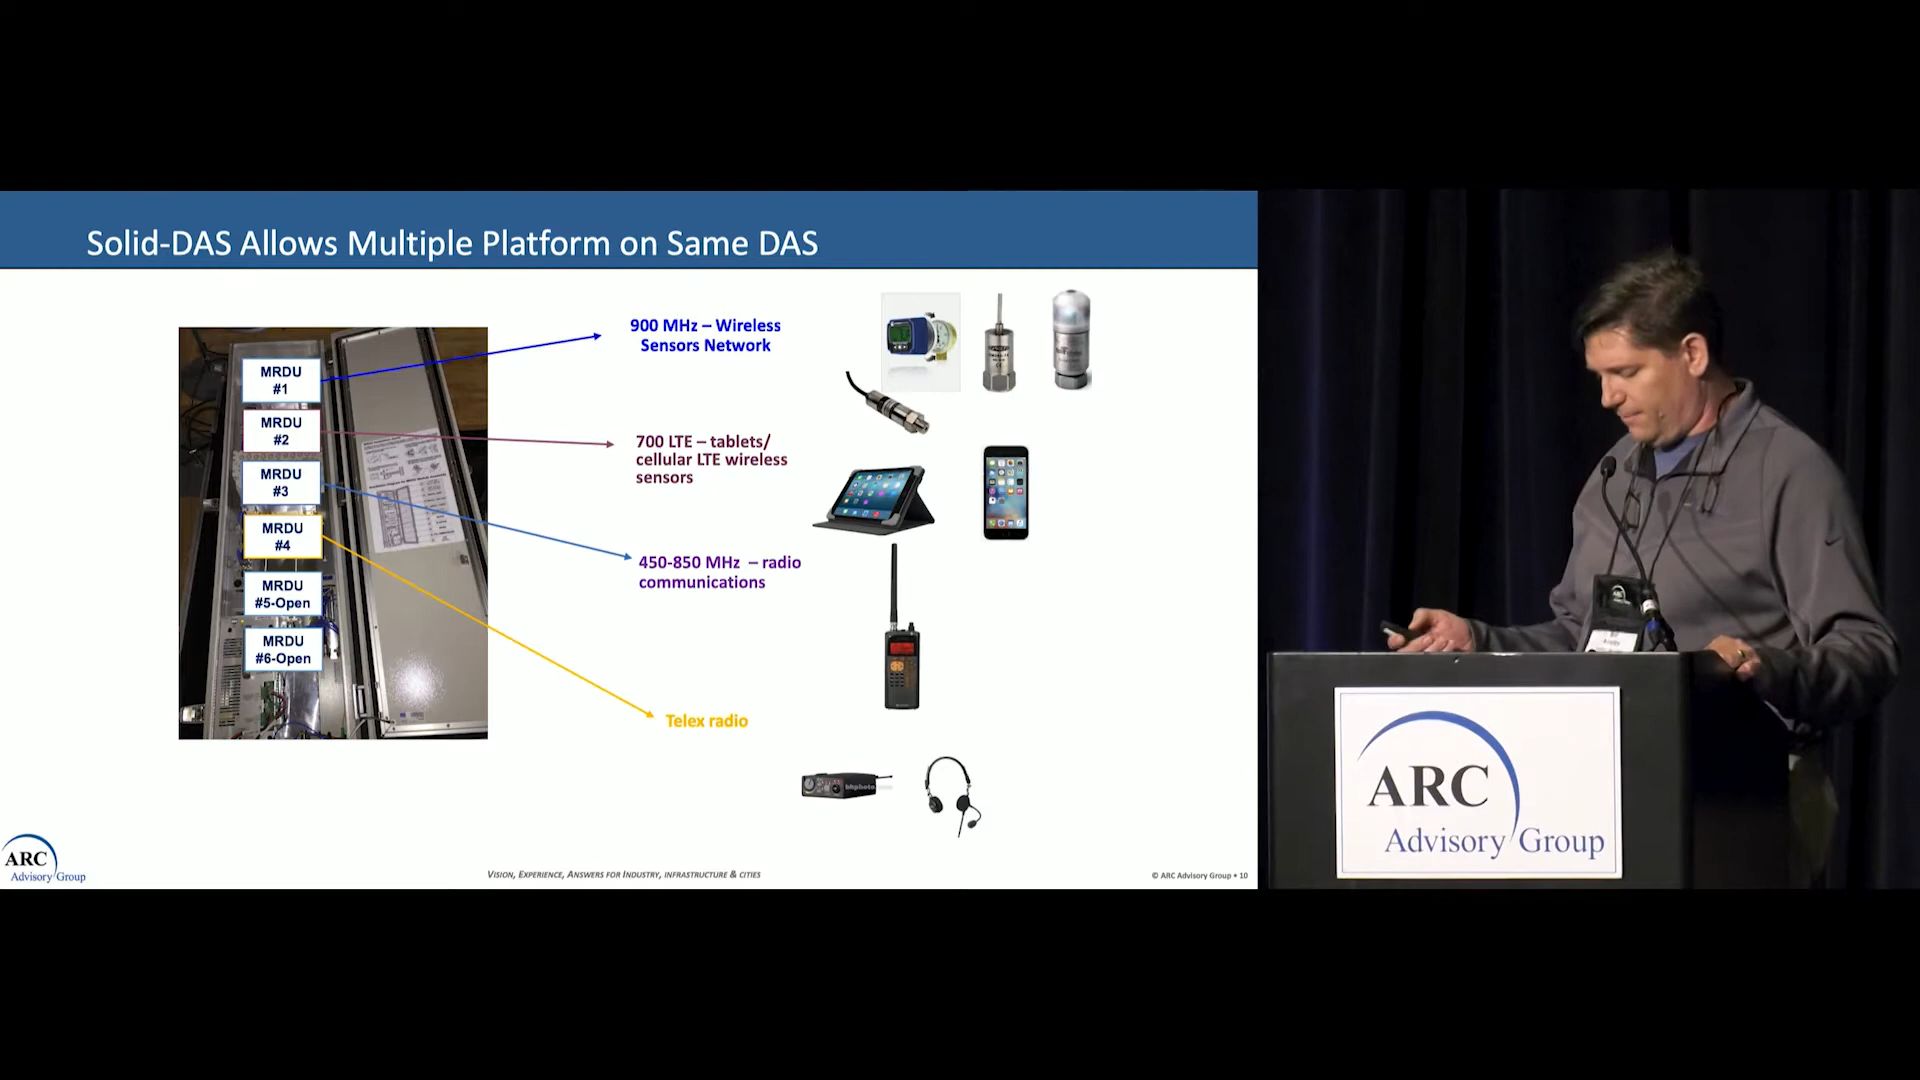 Solid-DAS Allows Multiple Platform on Same DAS
MRDU
#1
MRDU
#2
MRDU
#3
MRDU
#4
MRDU
#5-Open
MRDU
#6-Open
900 MHz – Wireless
Sensors Network
700 LTE – tablets/
cellular LTE wireless
sensors
450-850 MHz – radio
communications
Telex radio
ARC
Advisory Group
VISION, EXPERIENCE, ANSWERS FOR INDUSTRY, INFRASTRUCTURE & CITIES
© ARC Advisory Group • 10
ARC
Advisory Group